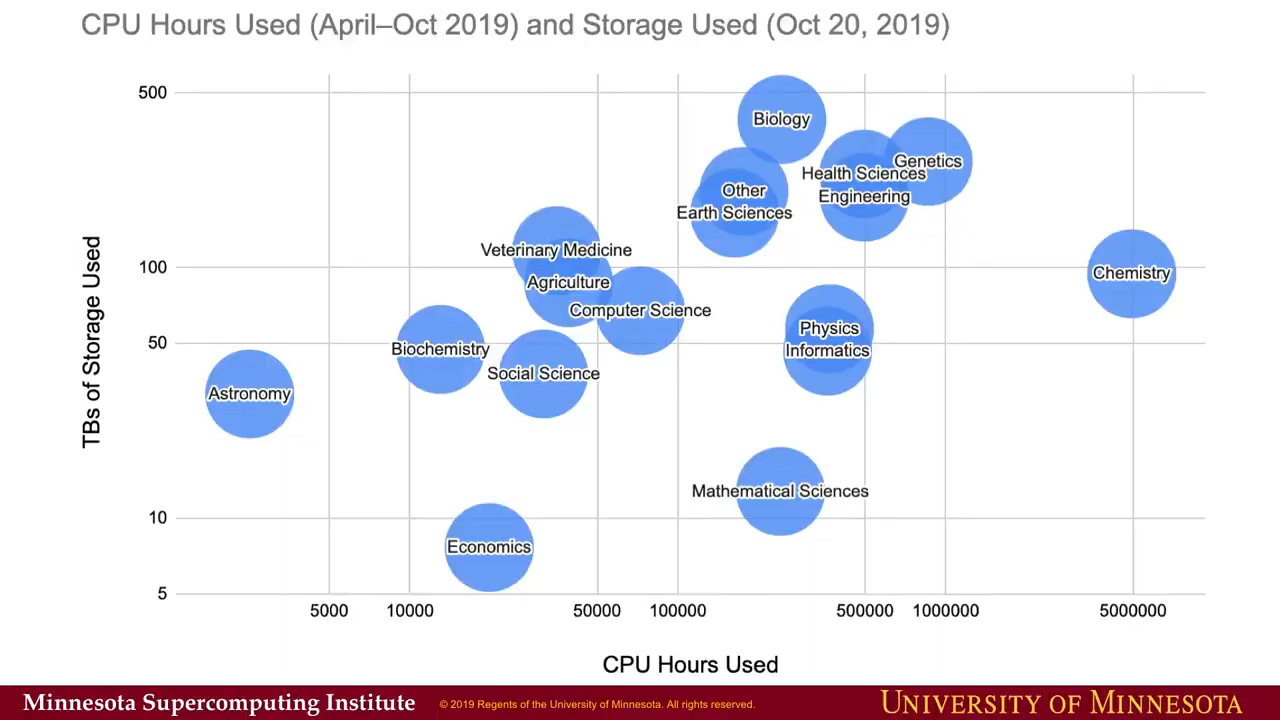 CPU Hours Used (April–Oct 2019) and Storage Used (Oct 20, 2019)
500
Biology
Genetics
Health Sciences
Other
Engineering
Earth Sciences
Veterinary Medicine
100
Chemistry
Agriculture
Computer Science
TBs of Storage Used
Physics
50
Biochemistry
Informatics
Social Science
Astronomy
Mathematical Sciences
10
Economics
5
5000 10000 50000 100000 500000 1000000 5000000
CPU Hours Used
Minnesota Supercomputing Institute
© 2019 Regents of the University of Minnesota. All rights reserved.
UNIVERSITY OF MINNESOTA